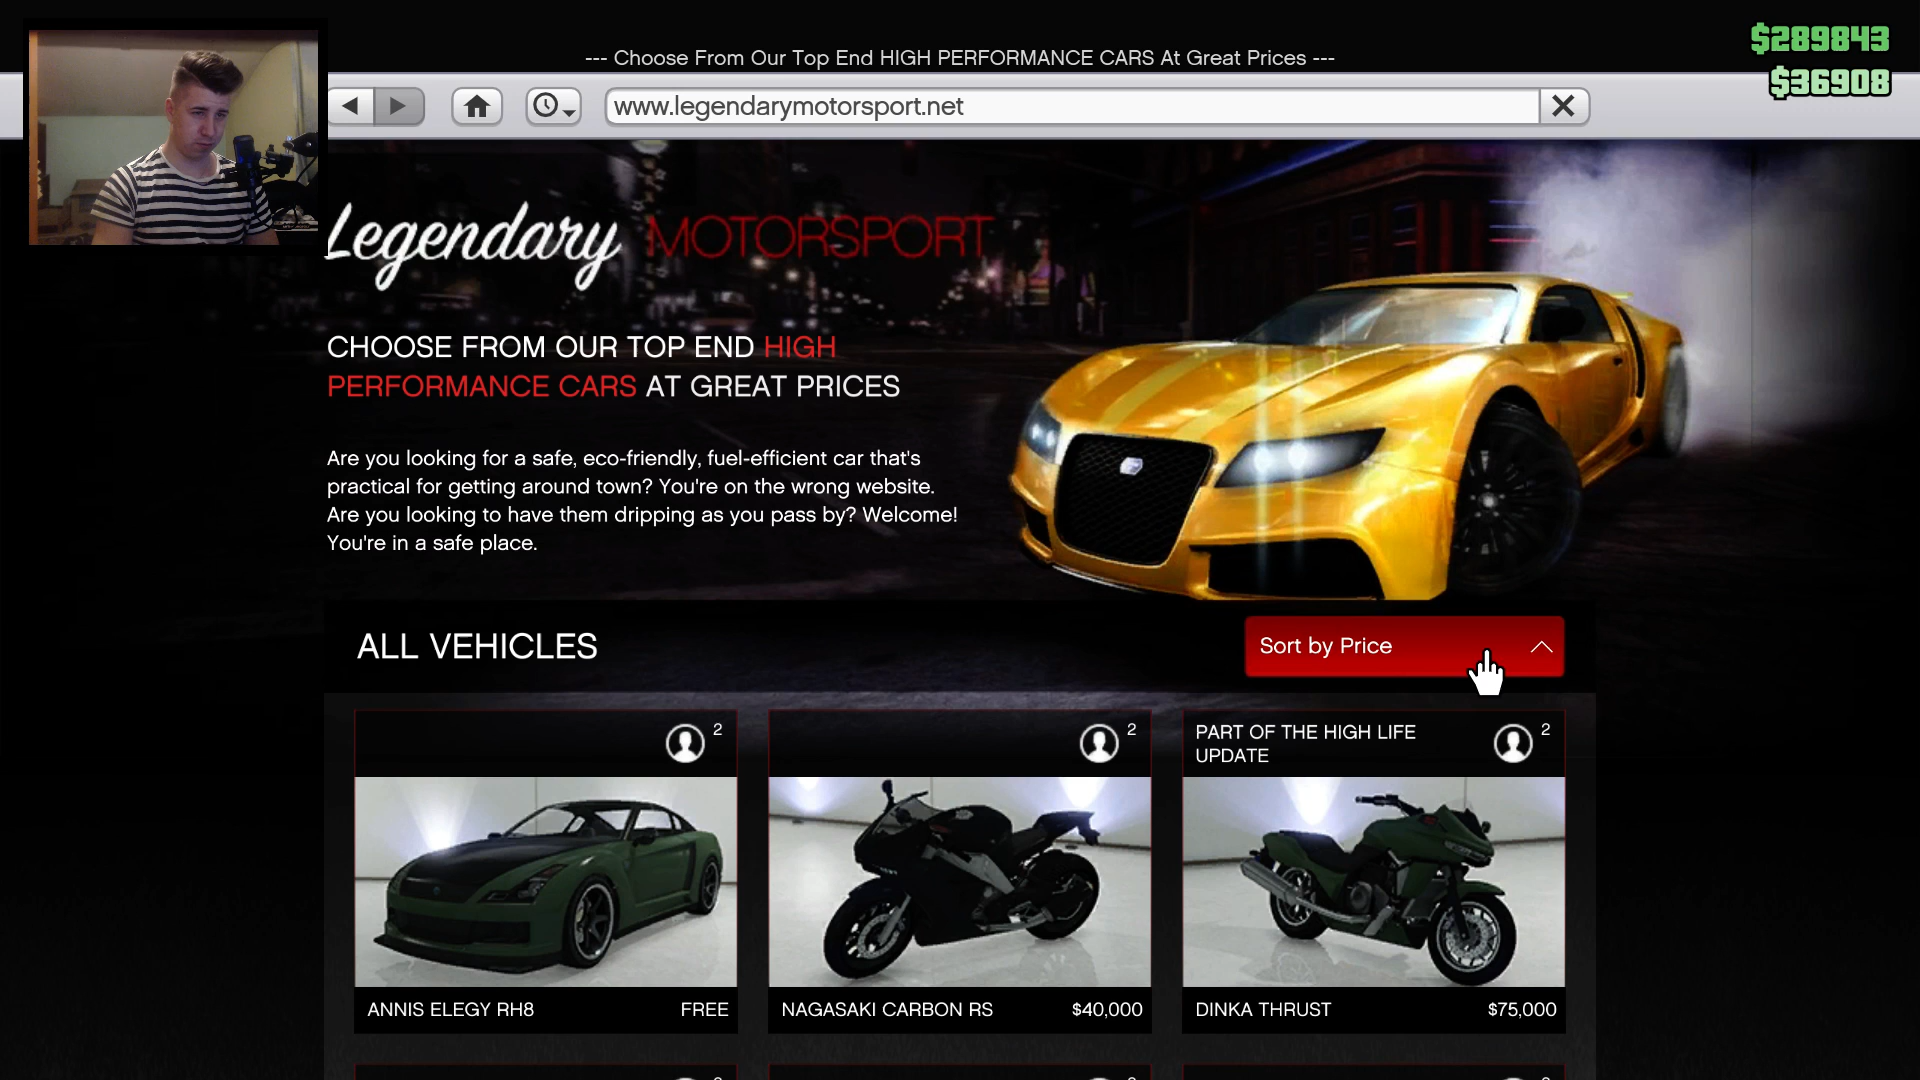 --- Choose From Our Top End HIGH PERFORMANCE CARS At Great Prices ---
$289843
$36908
www.legendarymotorsport.net
Legendary MOTORSPORT
CHOOSE FROM OUR TOP END HIGH
PERFORMANCE CARS AT GREAT PRICES
Are you looking for a safe, eco-friendly, fuel-efficient car that's
practical for getting around town? You're on the wrong website.
Are you looking to have them dripping as you pass by? Welcome!
You're in a safe place.
ALL VEHICLES
Sort by Price
2
2
PART OF THE HIGH LIFE
UPDATE
2
ANNIS ELEGY RH8 FREE
NAGASAKI CARBON RS $40,000
DINKA THRUST $75,000